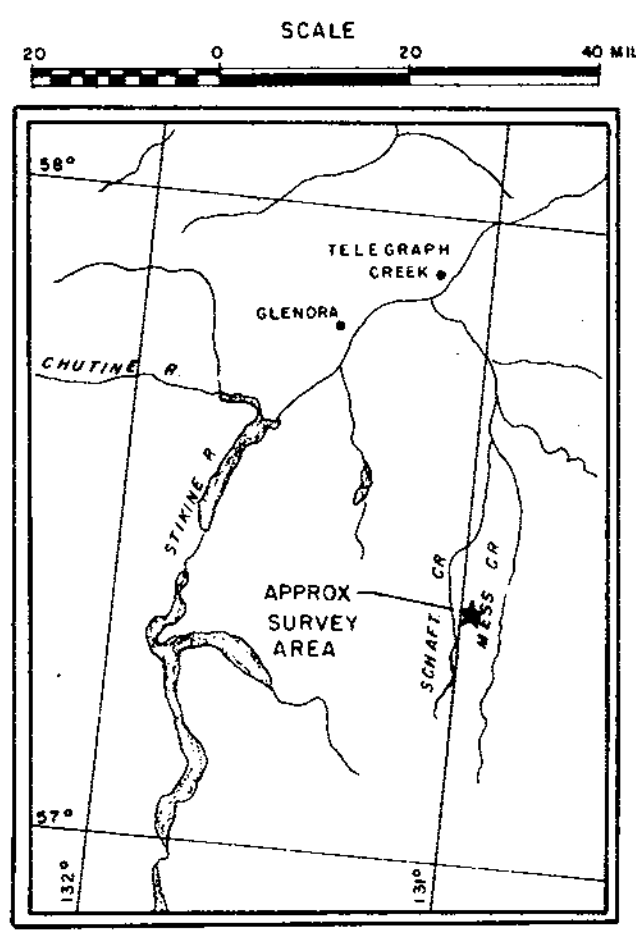 SCALE
20 0 20 40 MIL
58°
TELEGRAPH
CREEK
GLENORA
CHUTINE R
STIKINE R
APPROX
SURVEY
AREA
SCHAFT CR
MESS CR
57°
132°
131°